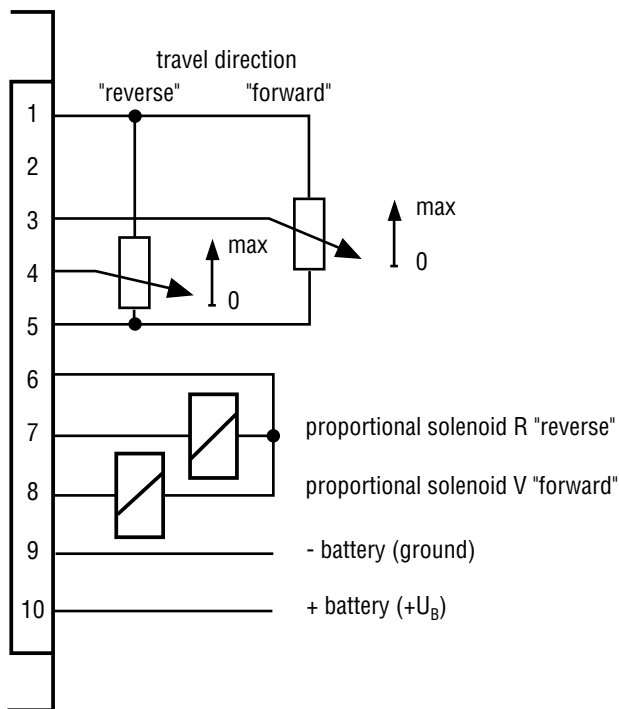 travel direction
"reverse" "forward"
1
2
3
max
0
4
max
0
5
6
7
proportional solenoid R "reverse"
8
proportional solenoid V "forward"
9
- battery (ground)
10
+ battery (+U_B)